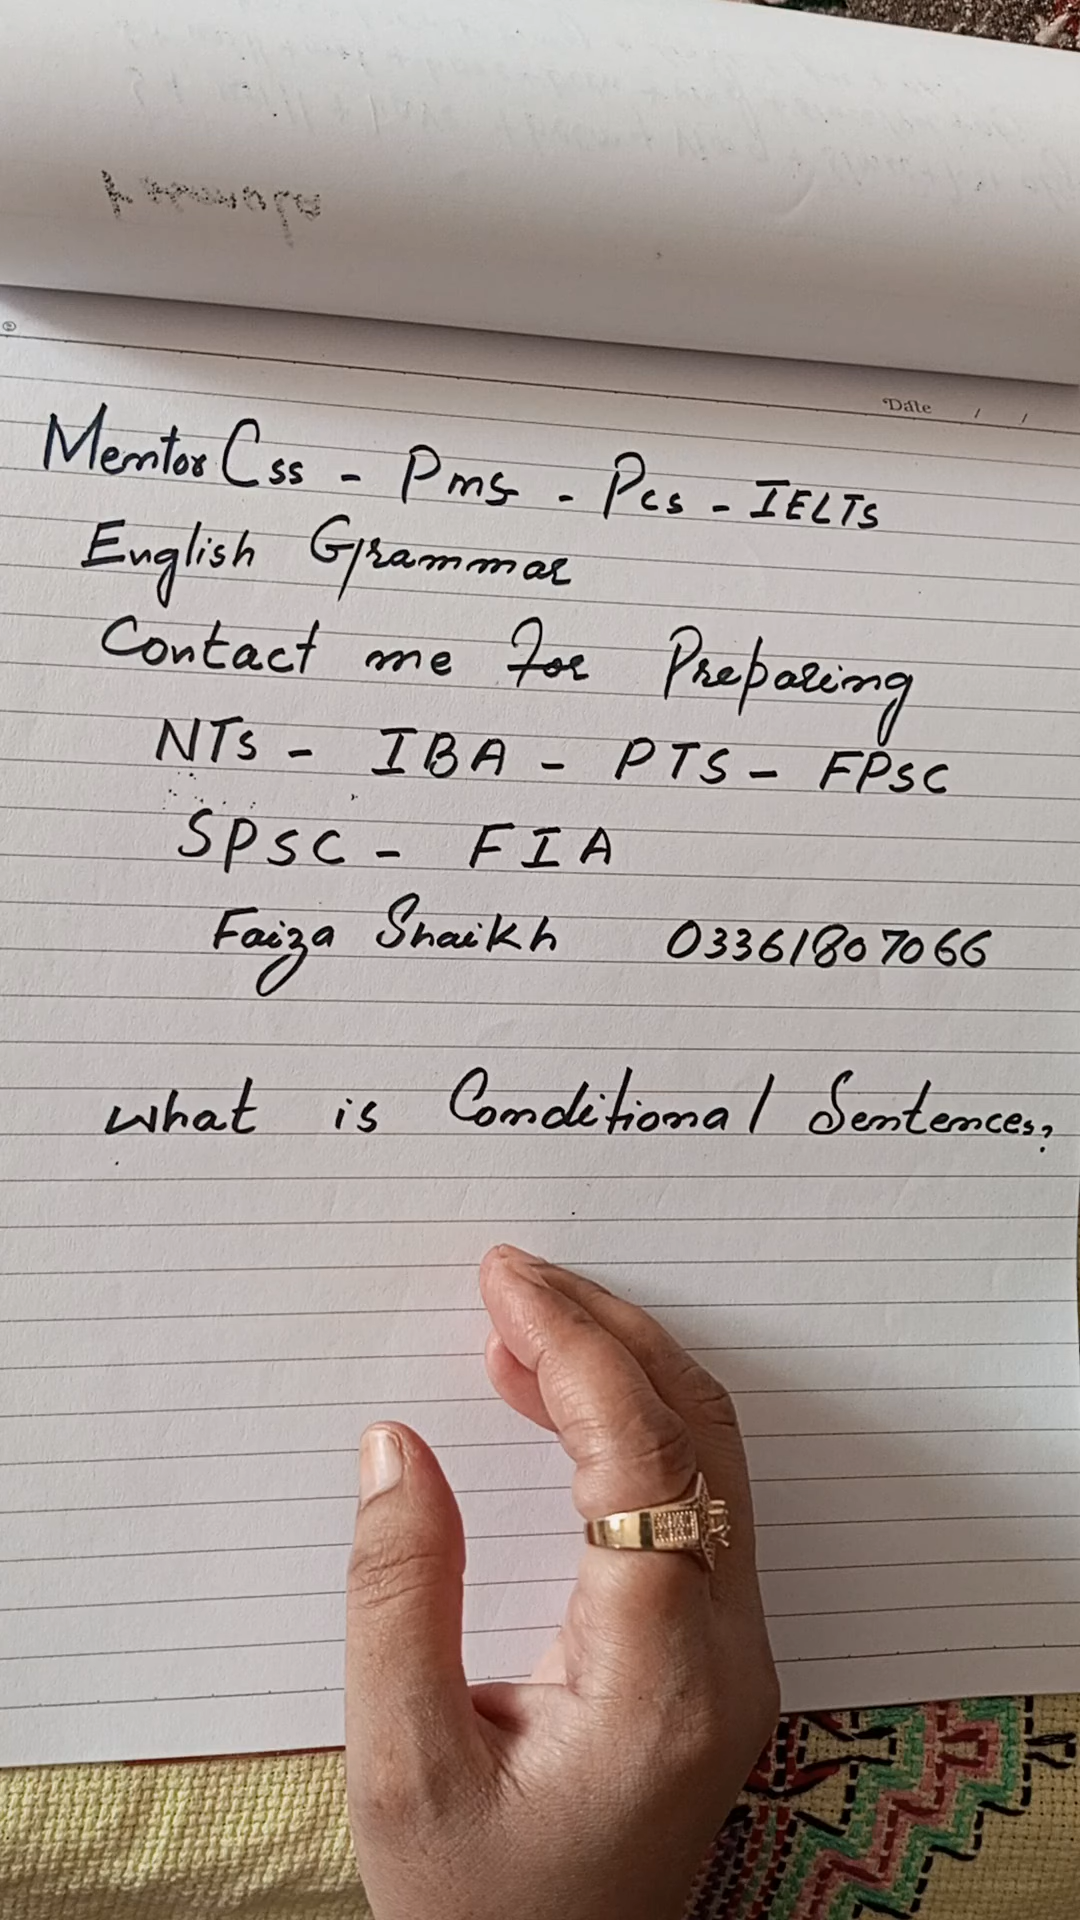 Date / /
Mentor Css - Pms - Pcs - IELTS
English Grammar
Contact me For Preparing
NTs - IBA - PTS - FPSC
SPSC - FIA
Faiza Shaikh 03361807066
What is Conditional Sentences?